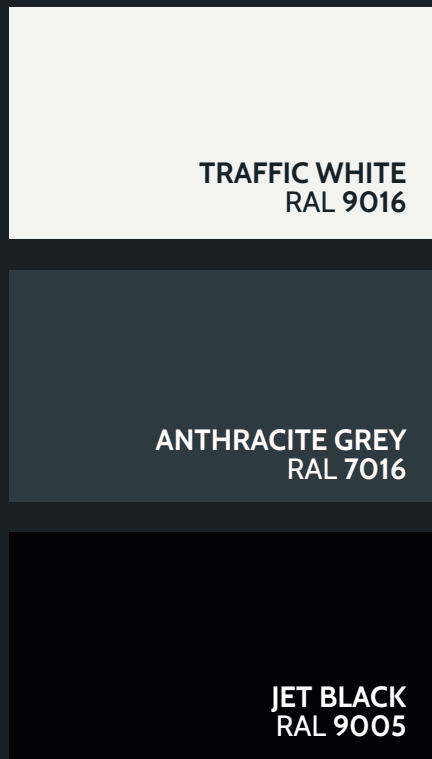 TRAFFIC WHITE
RAL 9016
ANTHRACITE GREY
RAL 7016
JET BLACK
RAL 9005